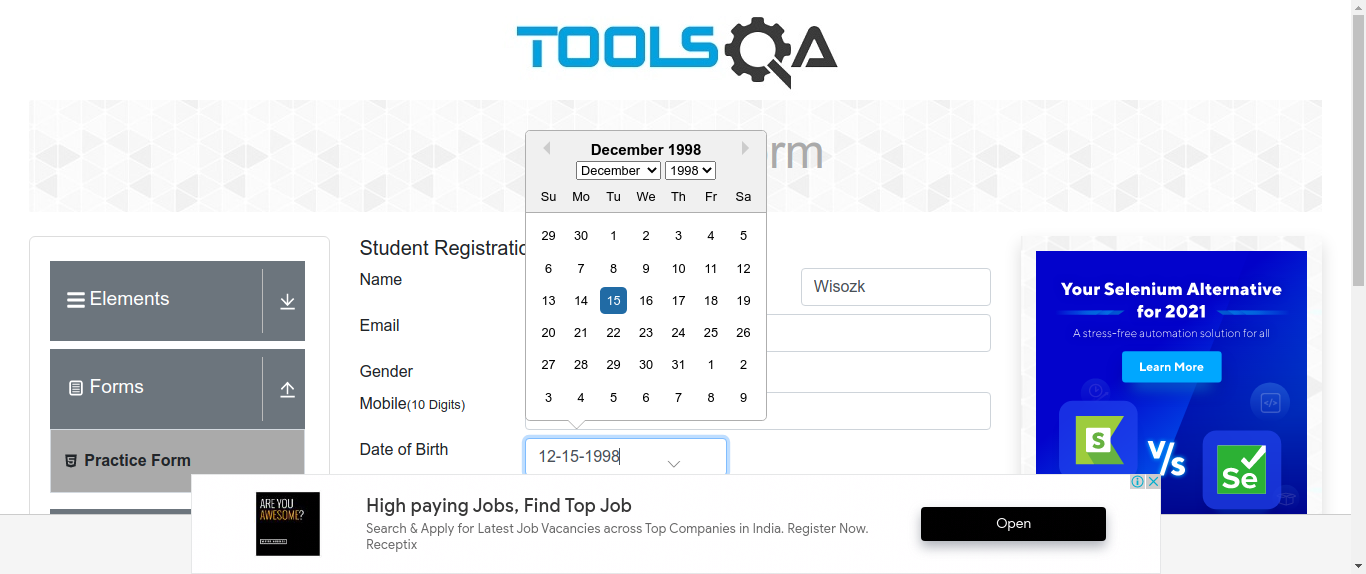 TOOLSQA
rm
December 1998
December 1998
Su Mo Tu We Th Fr Sa
29 30 1 2 3 4 5
6 7 8 9 10 11 12
13 14 15 16 17 18 19
20 21 22 23 24 25 26
27 28 29 30 31 1 2
3 4 5 6 7 8 9
Elements
Forms
Practice Form
Student Registratio
Name
Wisozk
Email
Gender
Mobile(10 Digits)
Date of Birth
12-15-1998
Your Selenium Alternative
for 2021
A stress-free automation solution for all
Learn More
S
V/s
Se
ARE YOU
AWESOME?
High paying Jobs, Find Top Job
Search & Apply for Latest Job Vacancies across Top Companies in India. Register Now.
Receptix
Open